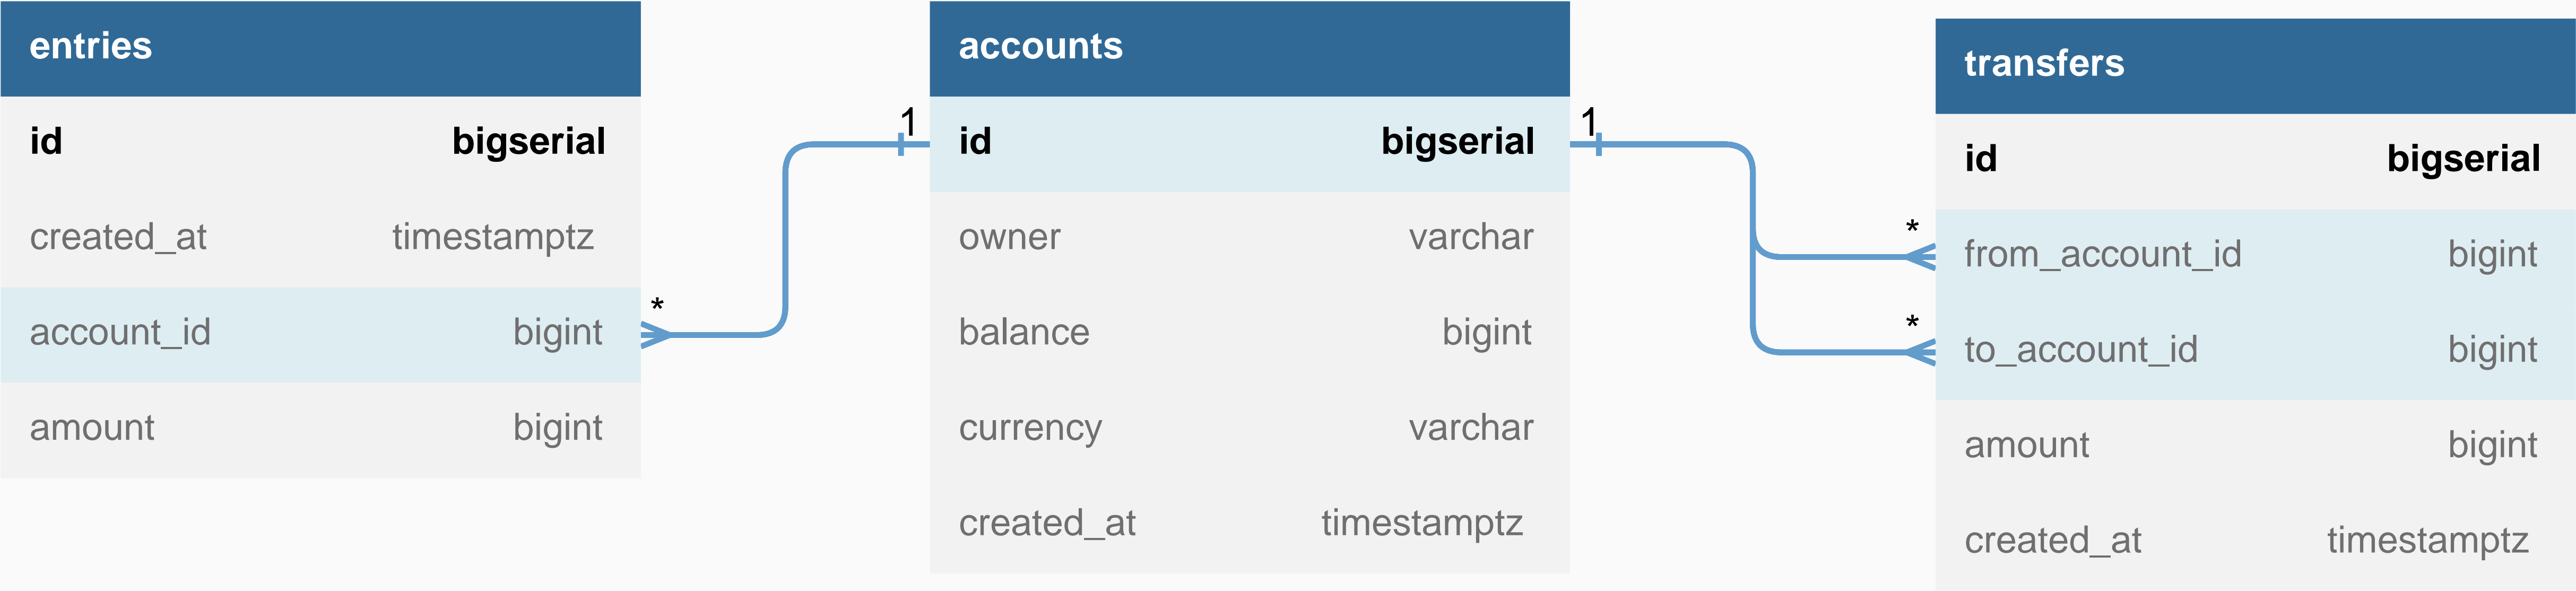 entries
id bigserial
created_at timestamptz
account_id bigint
amount bigint
1
*
accounts
id bigserial
owner varchar
balance bigint
currency varchar
created_at timestamptz
1
*
*
transfers
id bigserial
from_account_id bigint
to_account_id bigint
amount bigint
created_at timestamptz